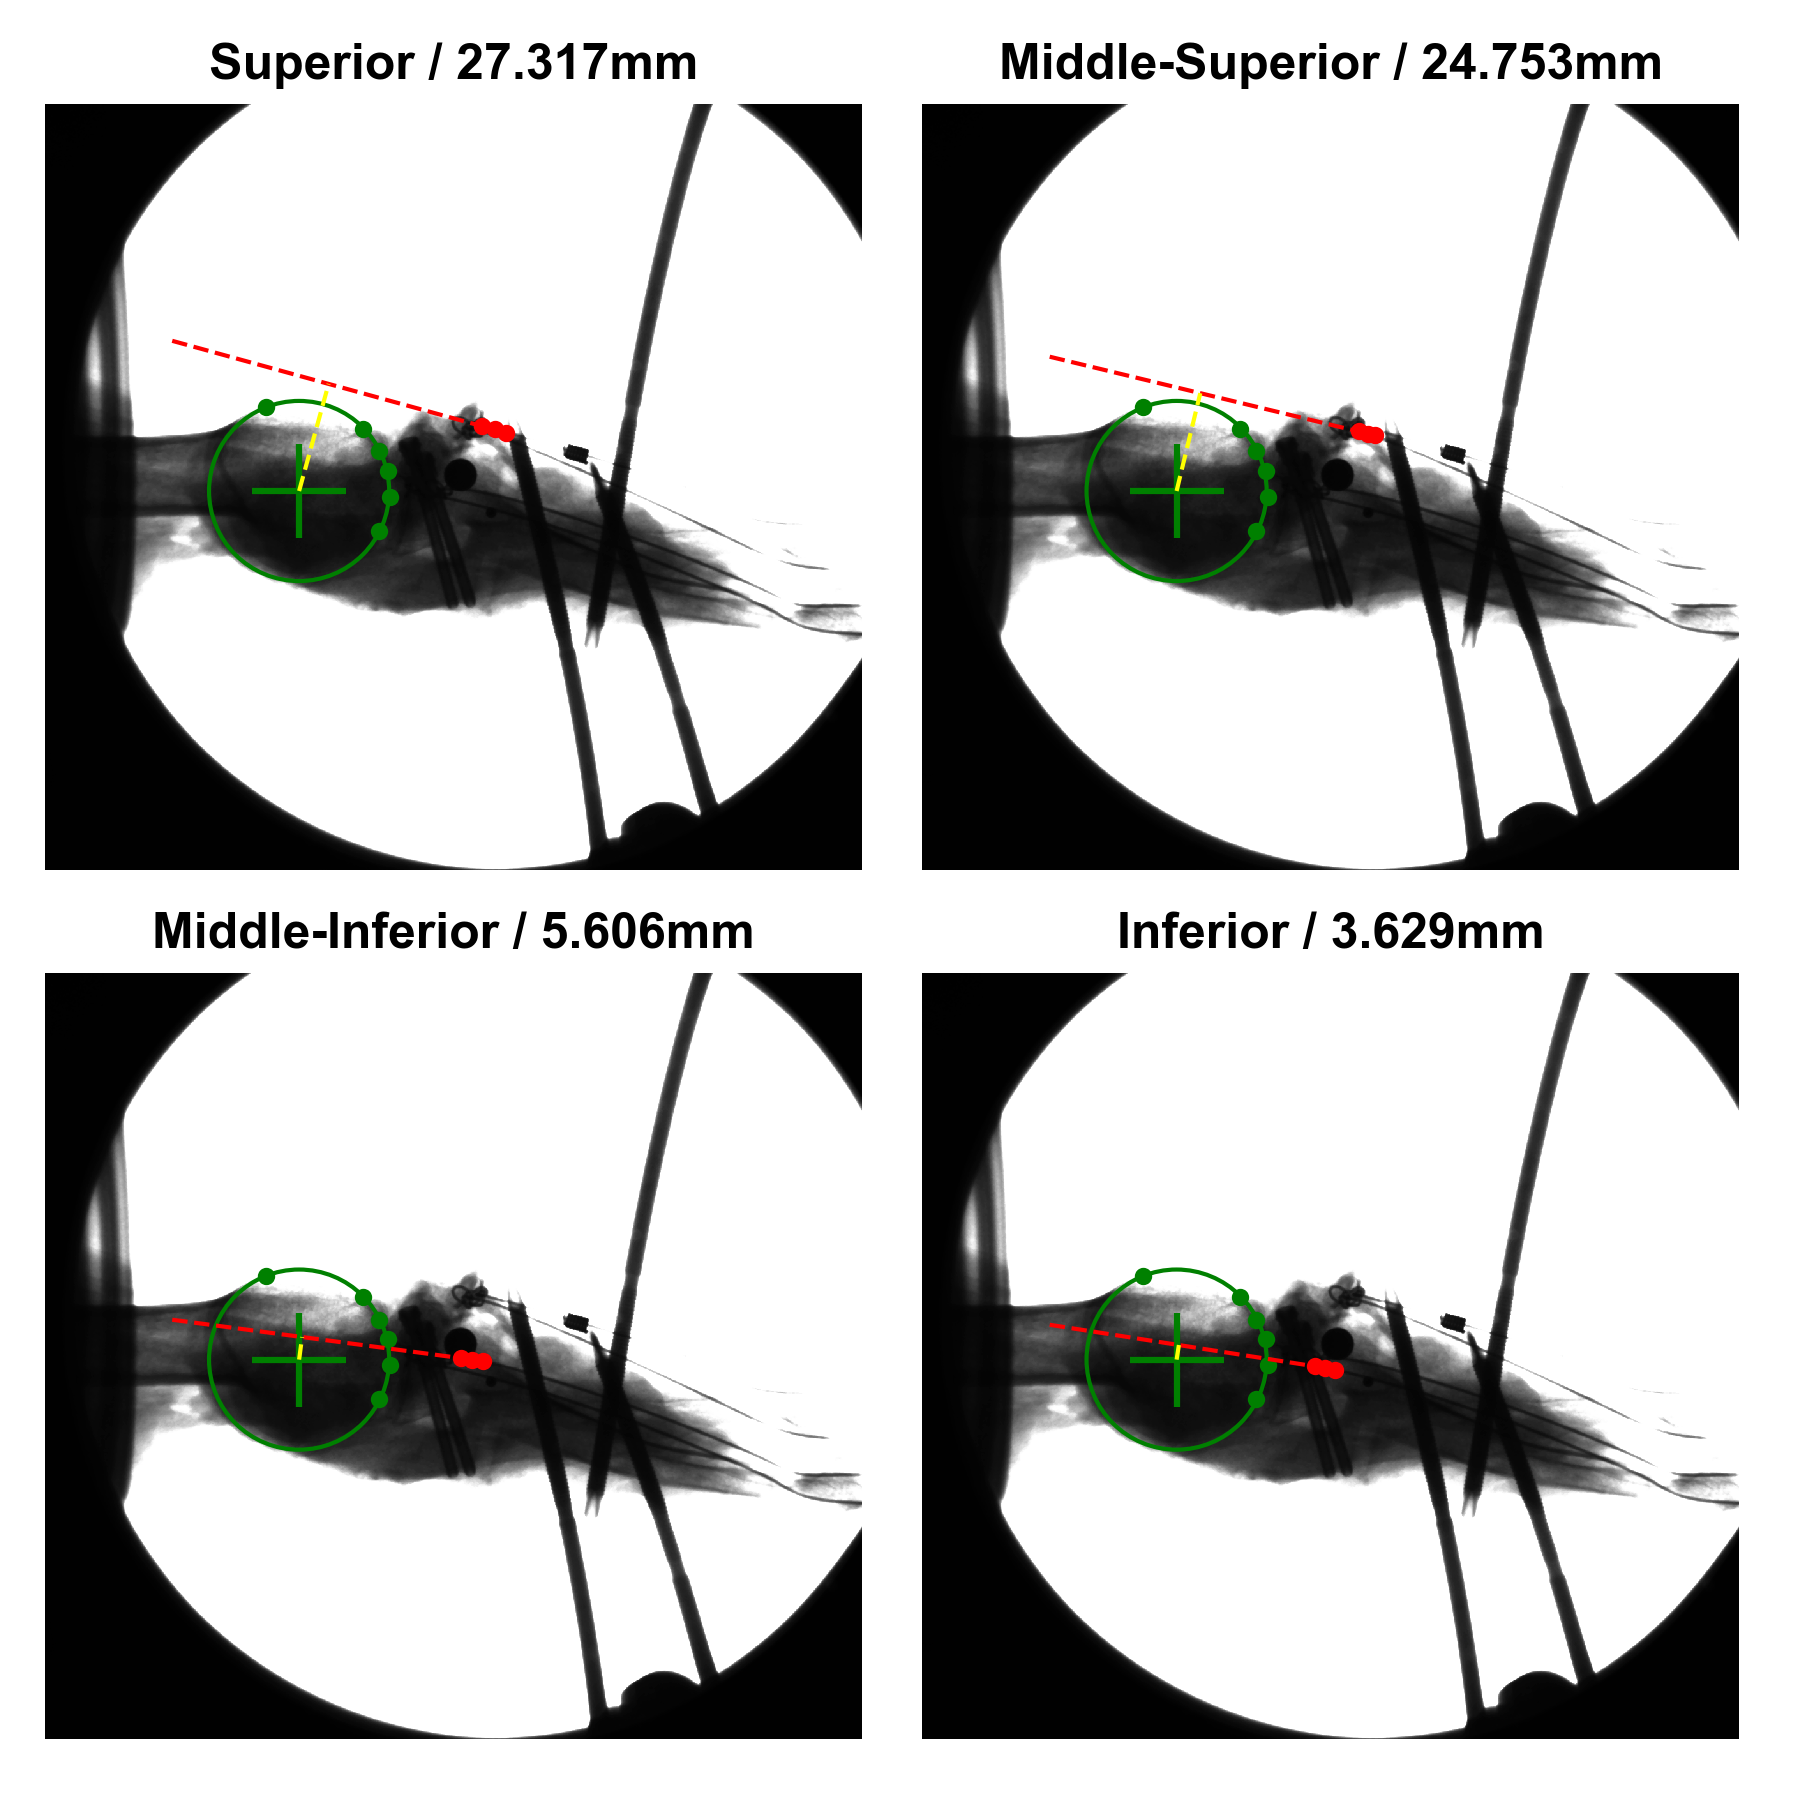 Superior / 27.317mm
Middle-Superior / 24.753mm
Middle-Inferior / 5.606mm
Inferior / 3.629mm